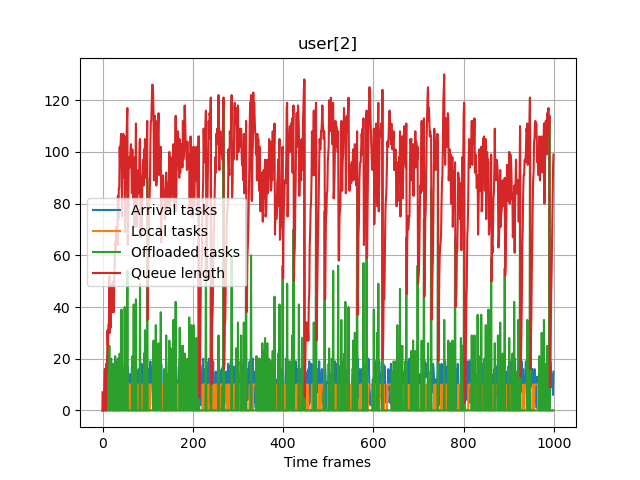 user[2]
120
100
80
60
40
20
0
Arrival tasks
Local tasks
Offloaded tasks
Queue length
0
200
400
600
800
1000
Time frames